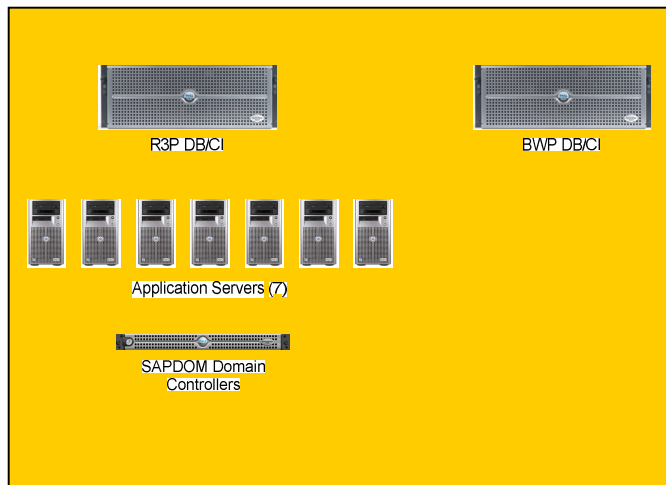 R3P DB/CI
BWP DB/CI
Application Servers (7)
SAPDOM Domain
Controllers